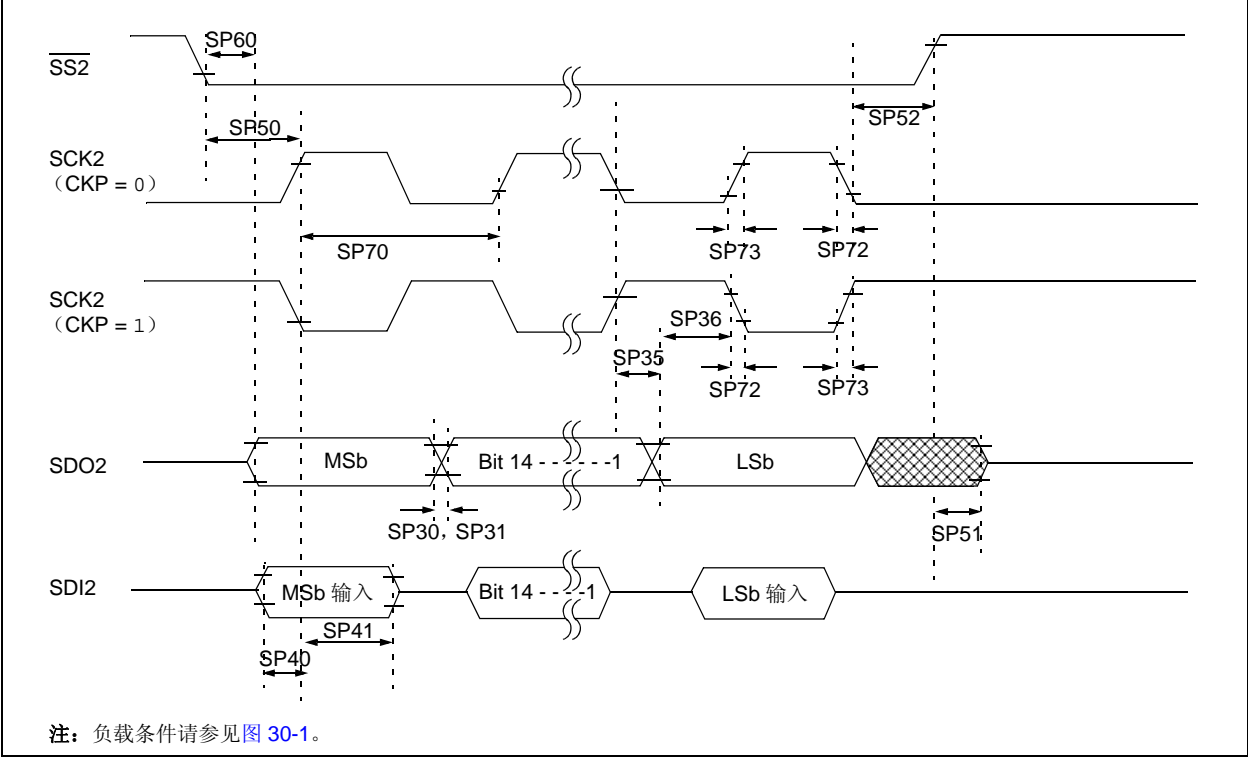 SP60
SS2
SP52
SP50
SCK2
（CKP = 0）
SP70
SP73
SP72
SCK2
（CKP = 1）
SP36
SP35
SP72
SP73
SDO2
MSb
Bit 14 - - - - - -1
LSb
SP30，SP31
SP51
SDI2
MSb 输入
Bit 14 - - - -1
LSb 输入
SP41
SP40
注：负载条件请参见图 30-1。